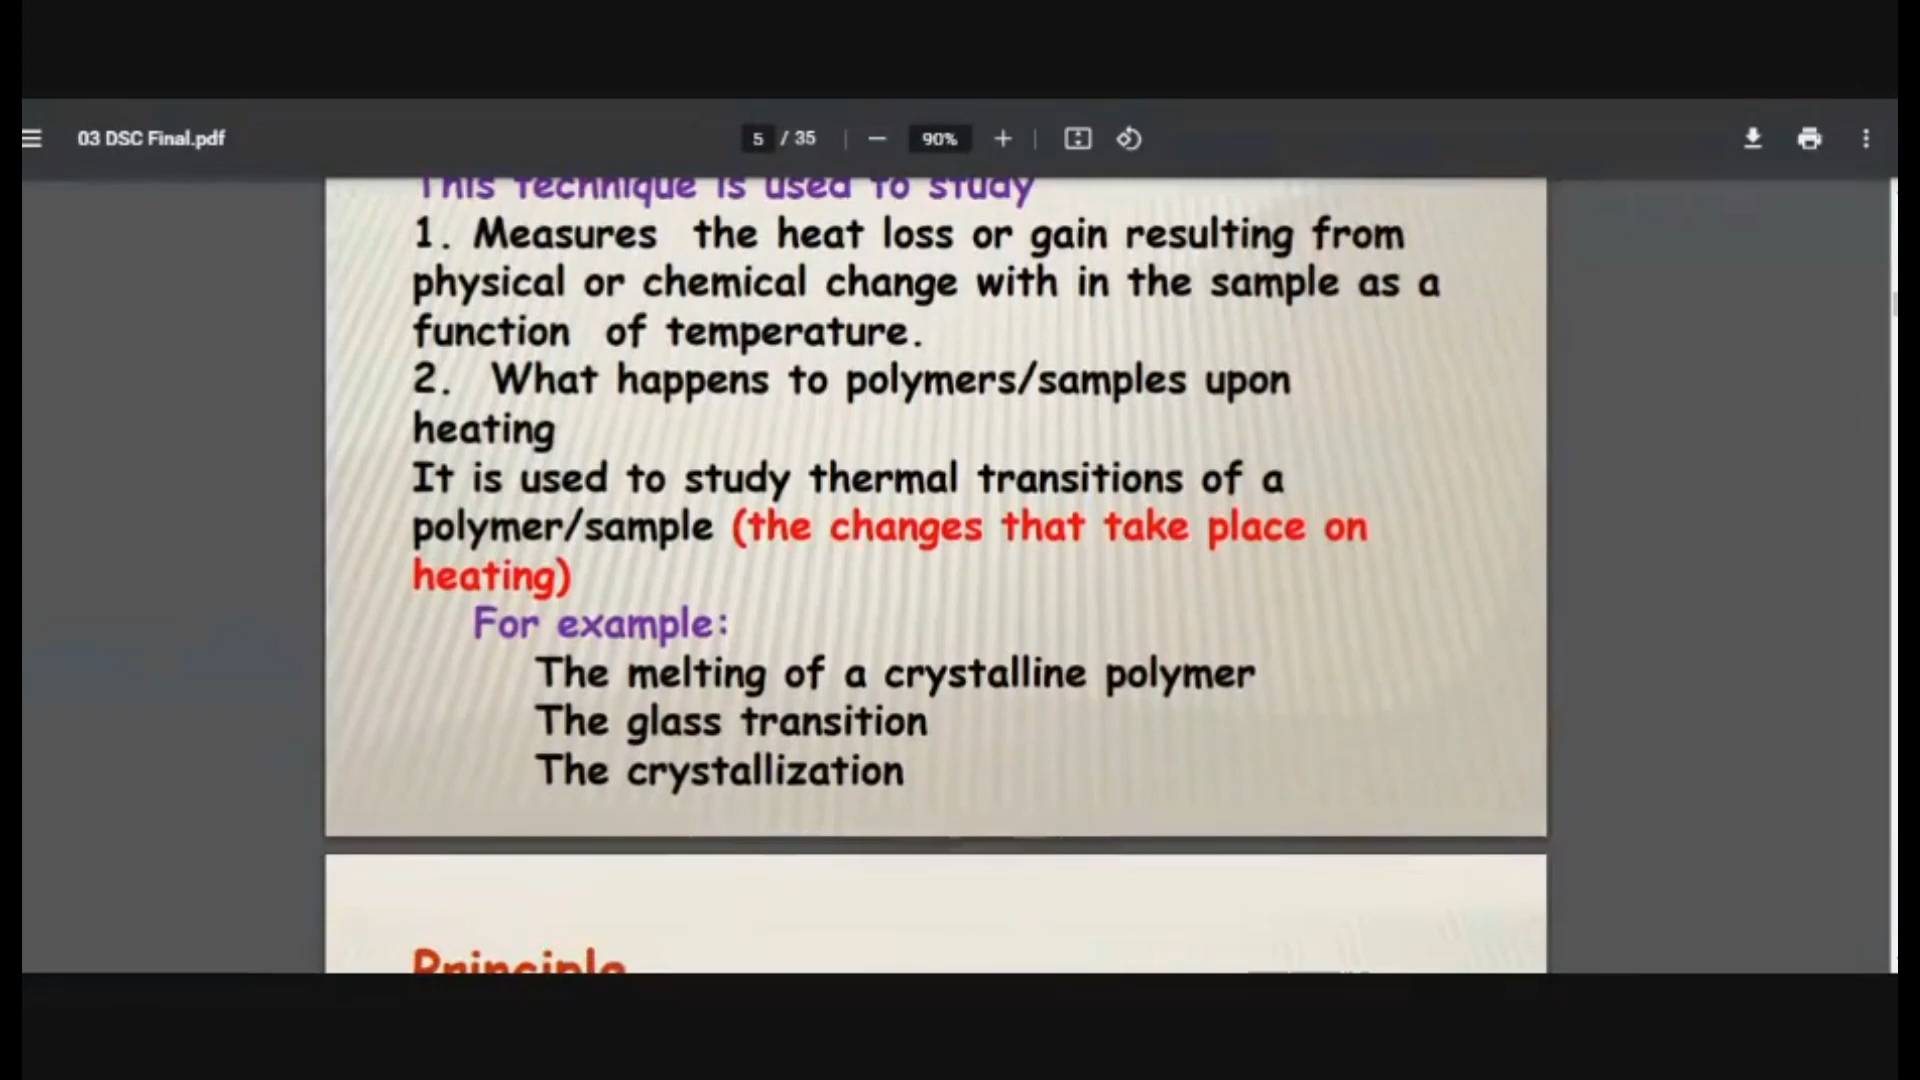 03 DSC Final.pdf
5 / 35
90%
This technique is used to study
1. Measures the heat loss or gain resulting from
physical or chemical change with in the sample as a
function of temperature.
2. What happens to polymers/samples upon
heating
It is used to study thermal transitions of a
polymer/sample (the changes that take place on
heating)
For example:
The melting of a crystalline polymer
The glass transition
The crystallization
Principle